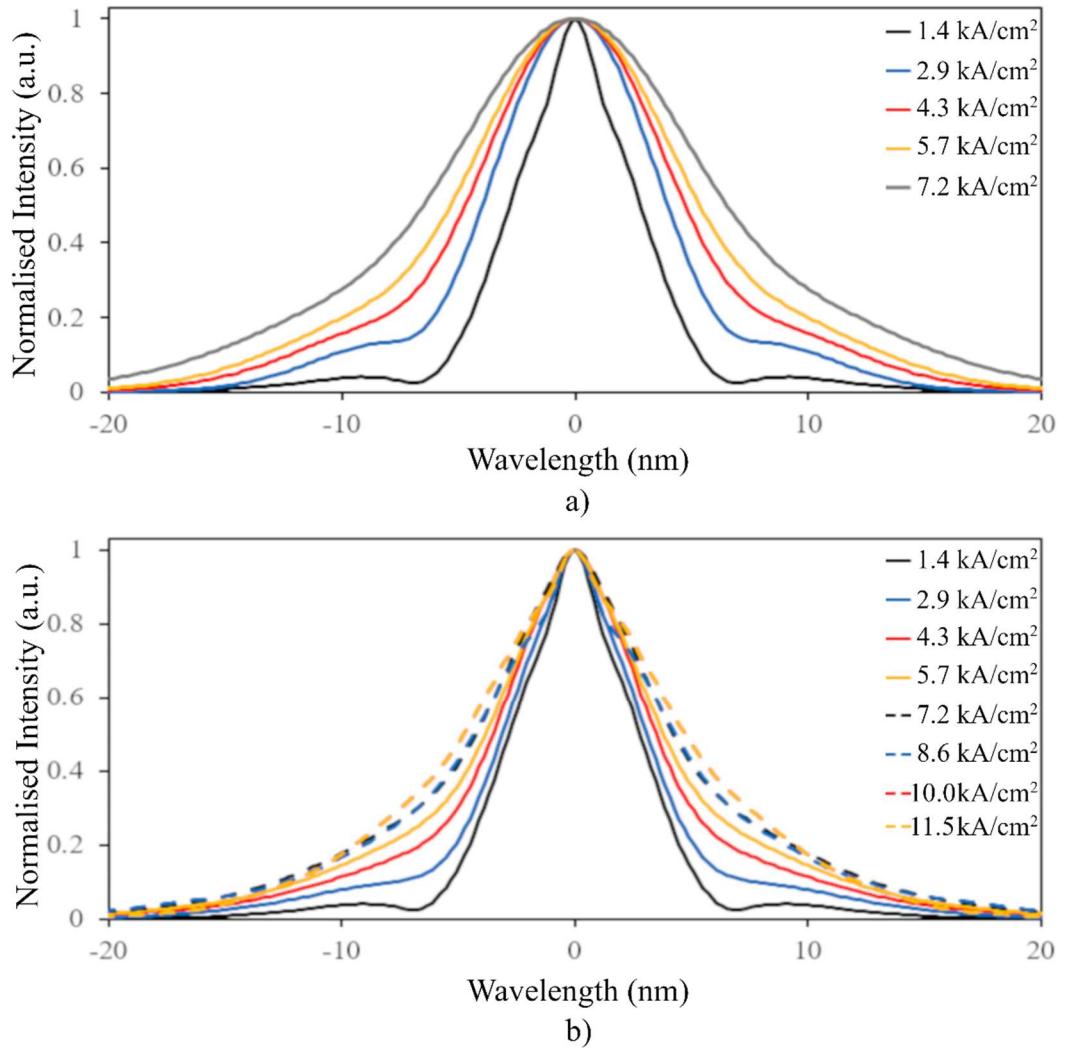 Normalised Intensity (a.u.)
1
0.8
0.6
0.4
0.2
0
-20
-10
0
10
20
Wavelength (nm)
1.4 kA/cm²
2.9 kA/cm²
4.3 kA/cm²
5.7 kA/cm²
7.2 kA/cm²
a)
Normalised Intensity (a.u.)
1
0.8
0.6
0.4
0.2
0
-20
-10
0
10
20
Wavelength (nm)
1.4 kA/cm²
2.9 kA/cm²
4.3 kA/cm²
5.7 kA/cm²
7.2 kA/cm²
8.6 kA/cm²
10.0kA/cm²
11.5kA/cm²
b)